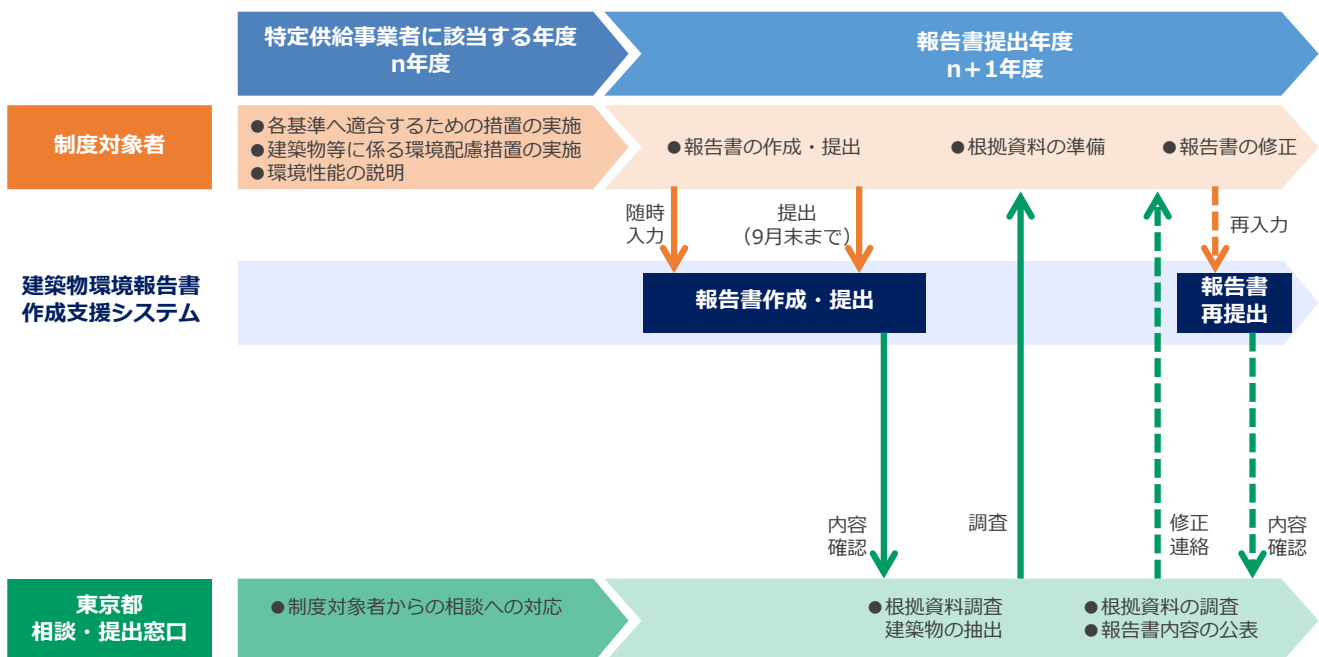 特定供給事業者に該当する年度
n年度
報告書提出年度
n+1年度
制度対象者
●各基準へ適合するための措置の実施
●建築物等に係る環境配慮措置の実施
●環境性能の説明
●報告書の作成・提出
●根拠資料の準備
●報告書の修正
随時
入力
提出
（9月末まで）
再入力
建築物環境報告書
作成支援システム
報告書作成・提出
報告書
再提出
内容
確認
調査
修正
連絡
内容
確認
東京都
相談・提出窓口
●制度対象者からの相談への対応
●根拠資料調査
建築物の抽出
●根拠資料の調査
●報告書内容の公表